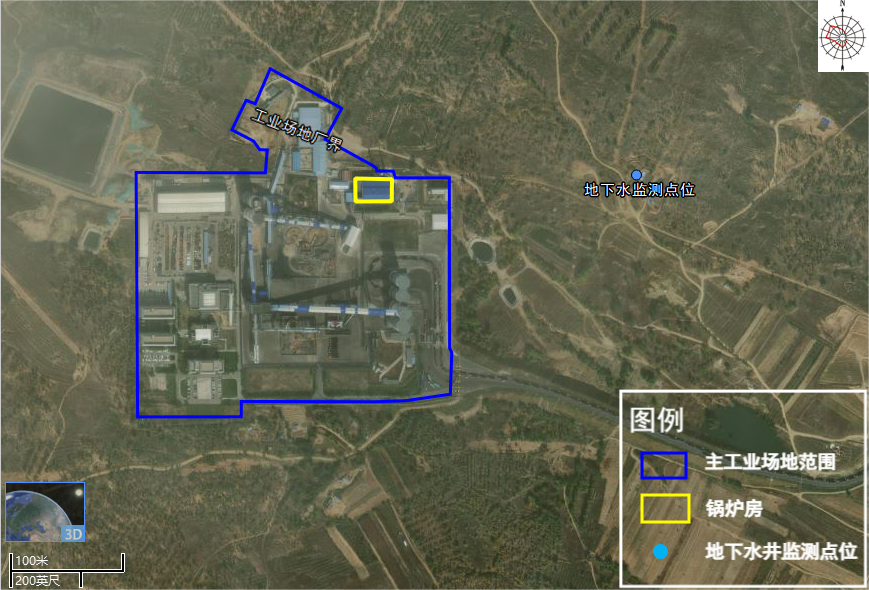 N
工业场地厂界
地下水监测点位
图例
主工业场地范围
锅炉房
地下水井监测点位
3D
100米
200英尺